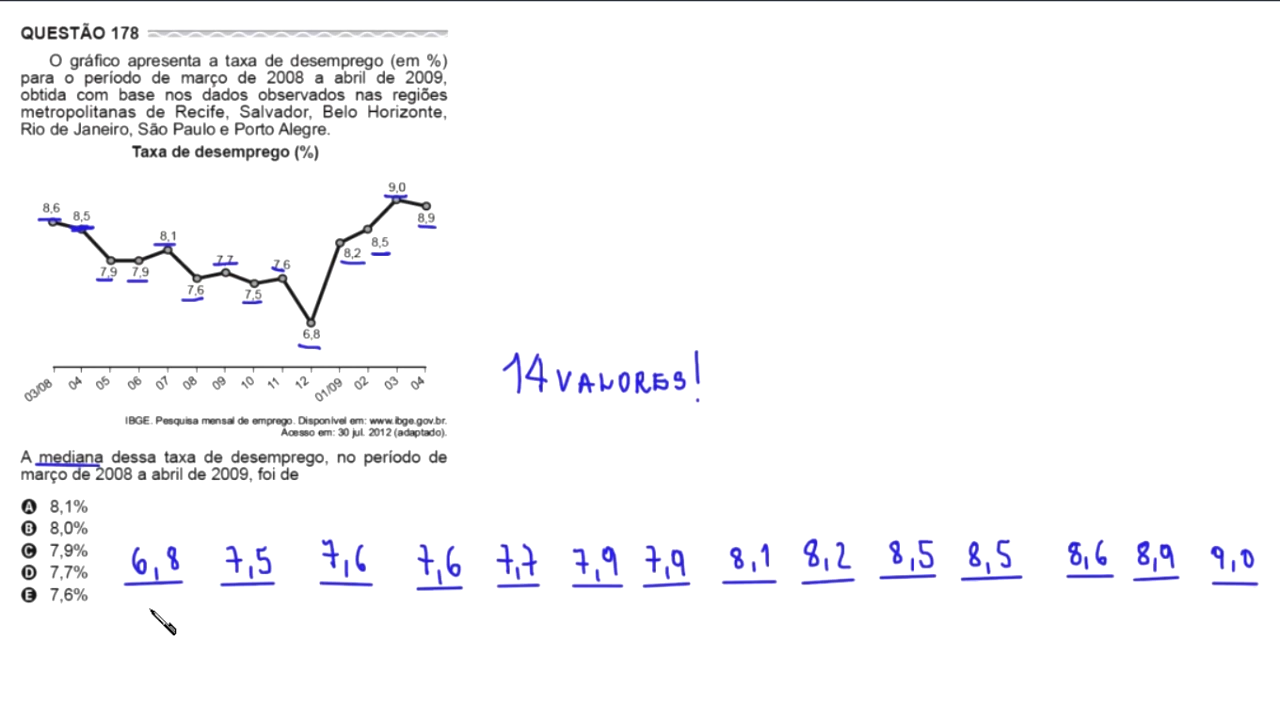 QUESTÃO 178
O gráfico apresenta a taxa de desemprego (em %)
para o período de março de 2008 a abril de 2009,
obtida com base nos dados observados nas regiões
metropolitanas de Recife, Salvador, Belo Horizonte,
Rio de Janeiro, São Paulo e Porto Alegre.
Taxa de desemprego (%)
9,0
8,6
8,5
8,9
8,1
8,5
8,2
7,7
7,6
7,9 7,9
7,6
7,5
6,8
03/08 04 05 06 07 08 09 10 11 12 01/09 02 03 04
14 VALORES!
IBGE. Pesquisa mensal de emprego. Disponível em: www.ibge.gov.br.
Acesso em: 30 jul. 2012 (adaptado).
A mediana dessa taxa de desemprego, no período de
março de 2008 a abril de 2009, foi de
A 8,1%
B 8,0%
C 7,9%
D 7,7%
E 7,6%
6,8 7,5 7,6 7,6 7,7 7,9 7,9 8,1 8,2 8,5 8,5 8,6 8,9 9,0